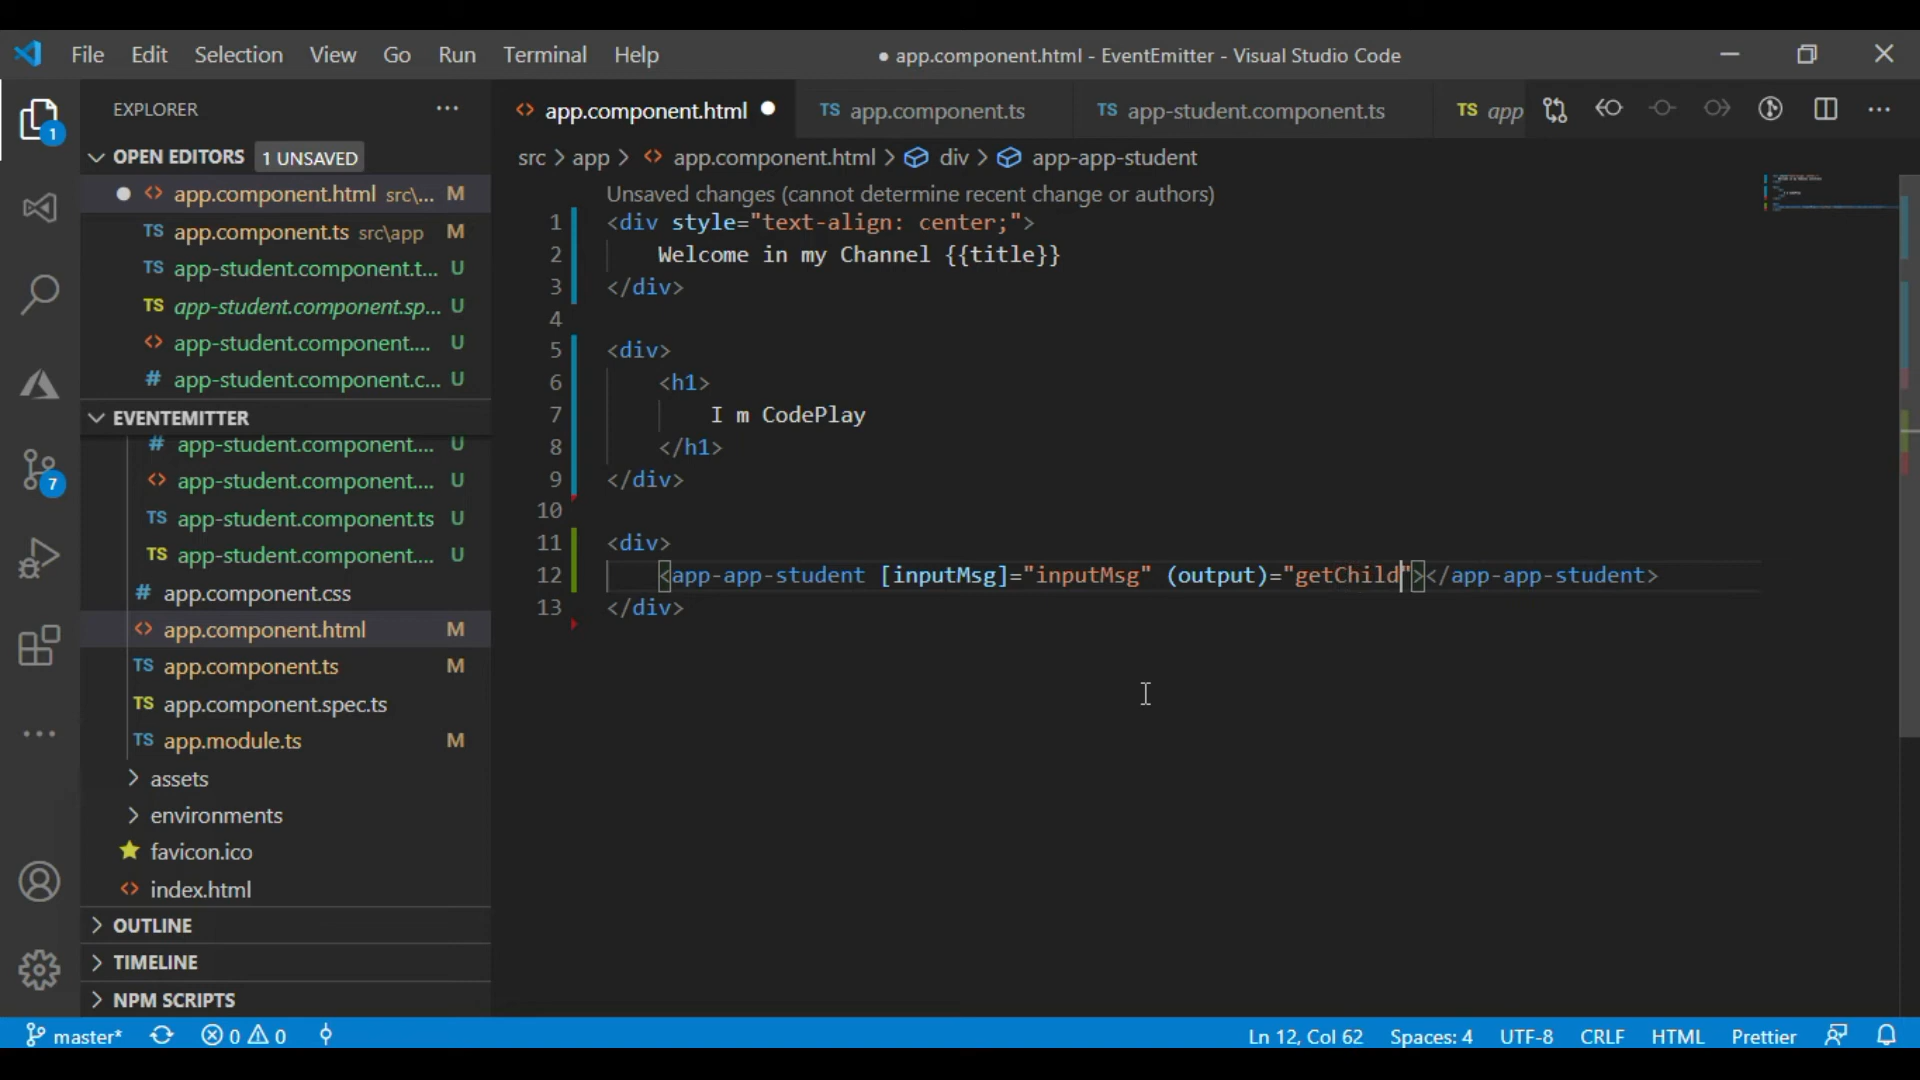 File Edit Selection View Go Run Terminal Help ● app.component.html - EventEmitter - Visual Studio Code
EXPLORER
app.component.html
TS app.component.ts
TS app-student.component.ts
TS app
OPEN EDITORS 1 UNSAVED
src > app > app.component.html > div > app-app-student
1
app.component.html src\... M
TS app.component.ts src\app M
TS app-student.component.t... U
TS app-student.component.sp... U
app-student.component.... U
# app-student.component.c... U
EVENTEMITTER
# app-student.component.... U
app-student.component.... U
TS app-student.component.ts U
TS app-student.component.... U
# app.component.css
app.component.html M
TS app.component.ts M
TS app.component.spec.ts
TS app.module.ts M
assets
environments
favicon.ico
index.html
OUTLINE
TIMELINE
NPM SCRIPTS
7
Unsaved changes (cannot determine recent change or authors)
1 <div style="text-align: center;">
2 Welcome in my Channel {{title}}
3 </div>
4
5 <div>
6 <h1>
7 I m CodePlay
8 </h1>
9 </div>
10
11 <div>
12 <app-app-student [inputMsg]="inputMsg" (output)="getChild"></app-app-student>
13 </div>
master* 0 0 Ln 12, Col 62 Spaces: 4 UTF-8 CRLF HTML Prettier